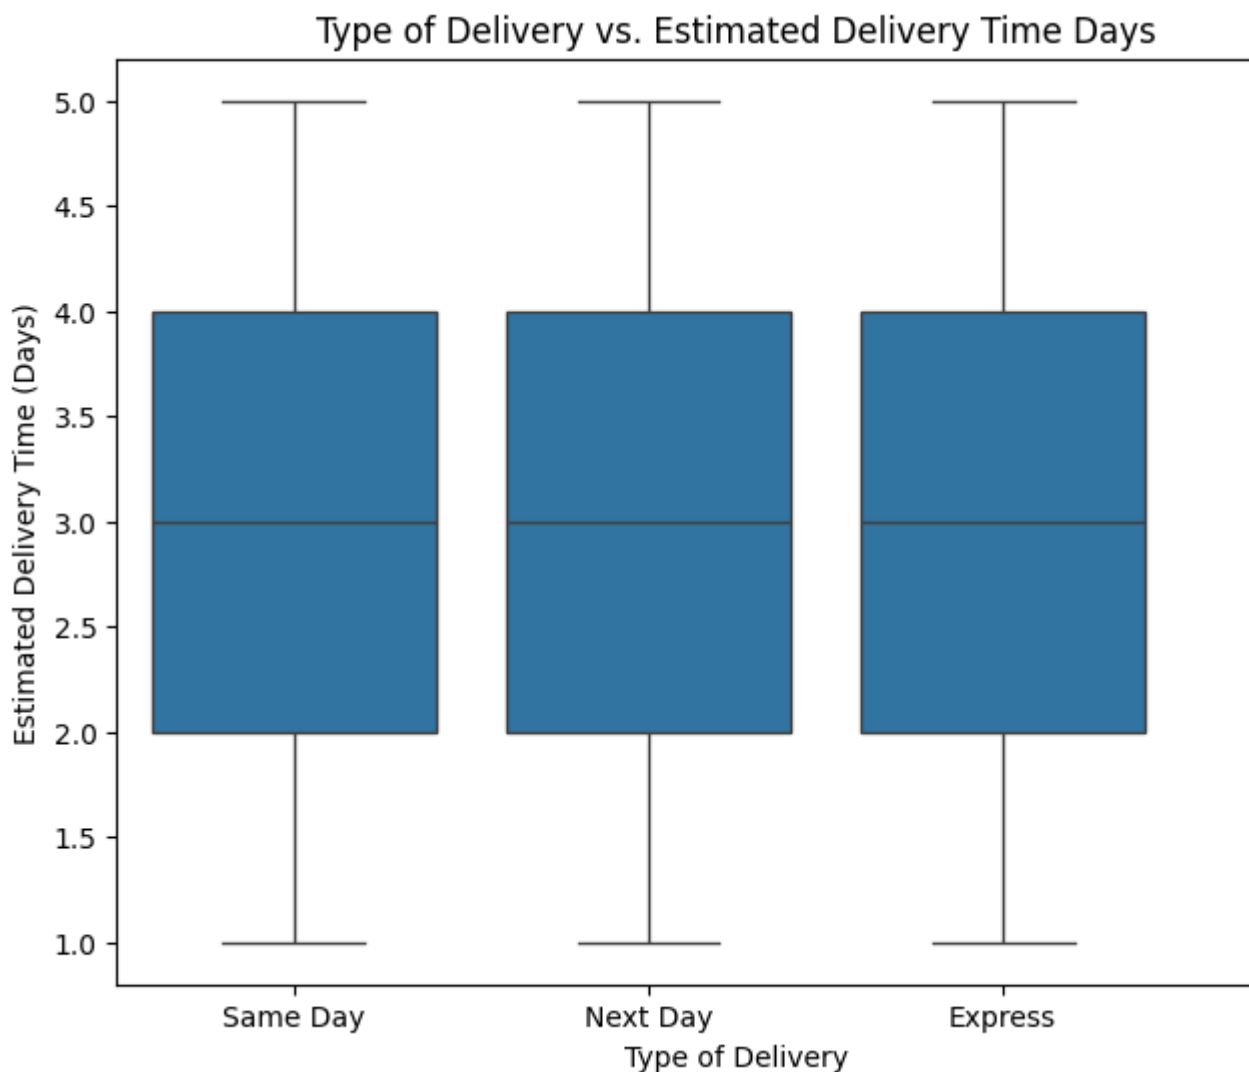 Type of Delivery vs. Estimated Delivery Time Days
Estimated Delivery Time (Days)
5.0
4.5
4.0
3.5
3.0
2.5
2.0
1.5
1.0
Same Day
Next Day
Express
Type of Delivery